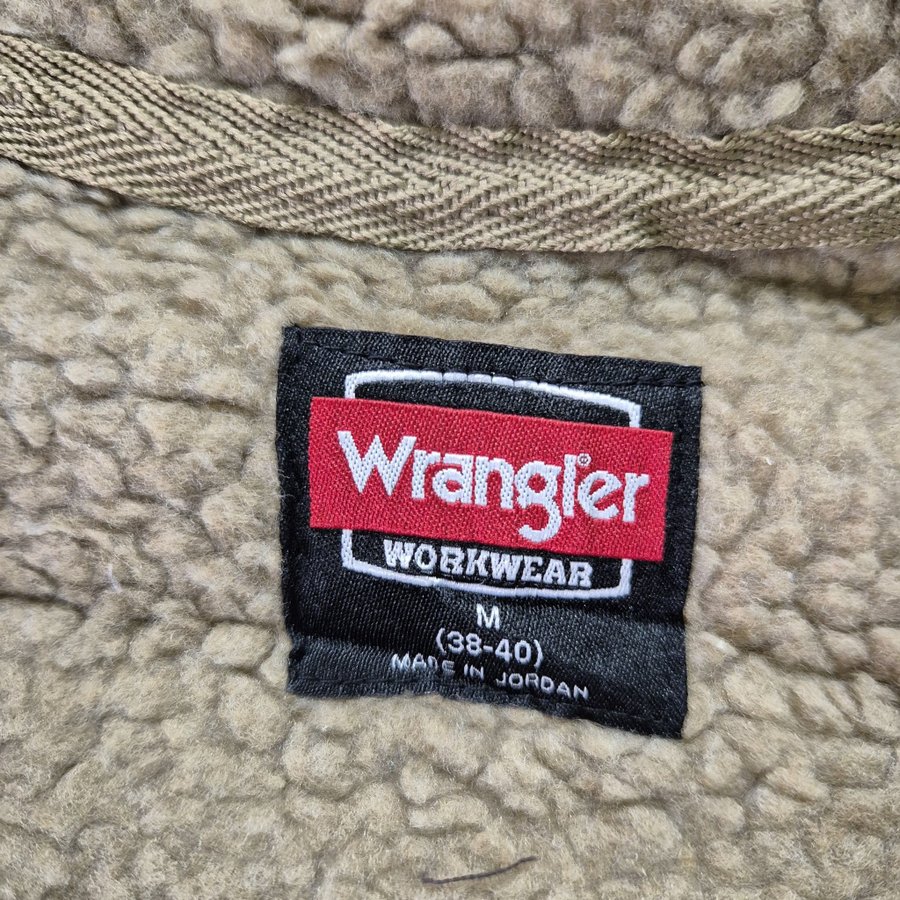 Wrangler®
WORKWEAR
M
(38-40)
MADE IN JORDAN